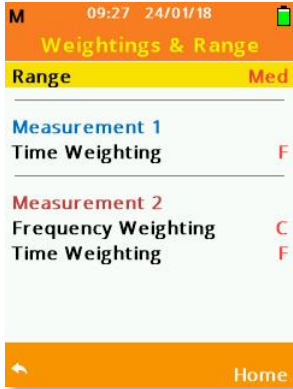 M 09:27 24/01/18
Weightings & Range
Range Med
Measurement 1
Time Weighting F
Measurement 2
Frequency Weighting C
Time Weighting F
Home